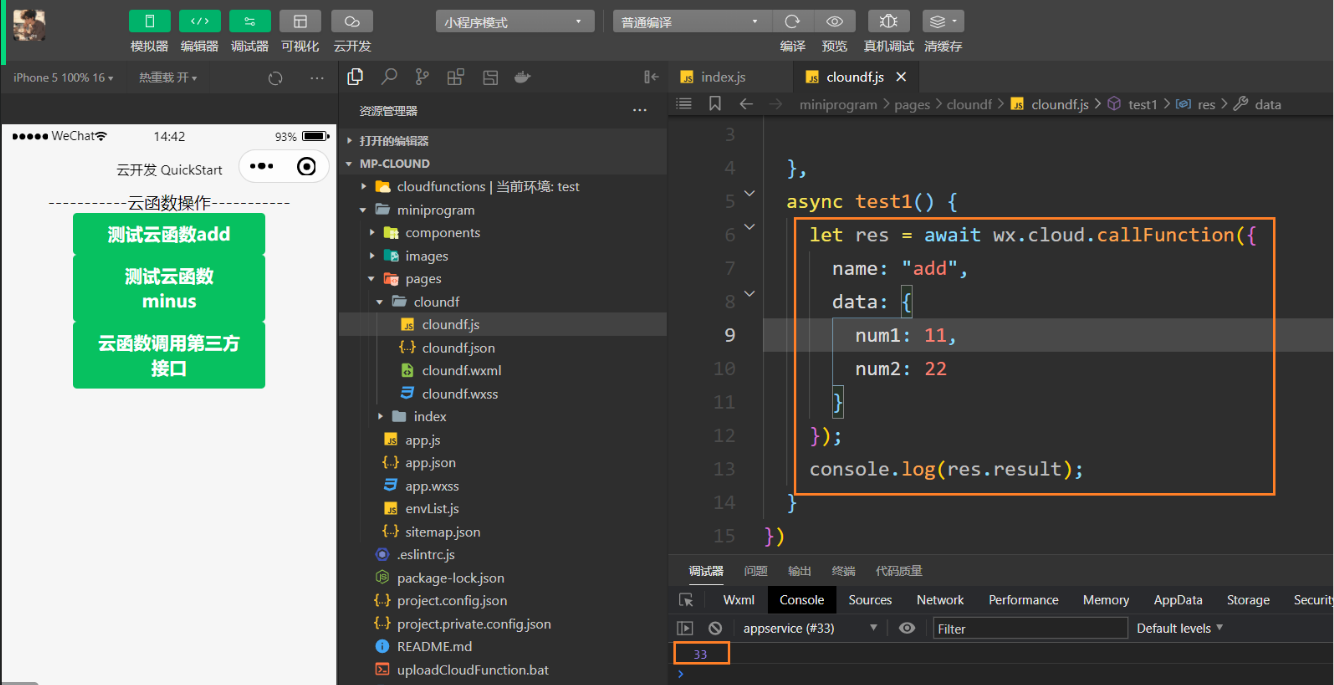 小程序模式
普通编译
模拟器
编辑器
调试器
可视化
云开发
编译
预览
真机调试
清缓存
iPhone 5 100% 16
热重载 开
WeChat
14:42
93%
云开发 QuickStart
-----------云函数操作-----------
测试云函数add
测试云函数
minus
云函数调用第三方
接口
资源管理器
打开的编辑器
MP-CLOUND
cloudfunctions | 当前环境: test
miniprogram
components
images
pages
cloundf
cloundf.js
cloundf.json
cloundf.wxml
cloundf.wxss
index
app.js
app.json
app.wxss
envList.js
sitemap.json
.eslintrc.js
package-lock.json
project.config.json
project.private.config.json
README.md
uploadCloudFunction.bat
index.js
cloundf.js
miniprogram > pages > cloundf > cloundf.js > test1 > res > data
3
4 },
5 async test1() {
6 let res = await wx.cloud.callFunction({
7 name: "add",
8 data: {
9 num1: 11,
10 num2: 22
11 }
12 });
13 console.log(res.result);
14 }
15 })
调试器
问题
输出
终端
代码质量
Wxml
Console
Sources
Network
Performance
Memory
AppData
Storage
Security
appservice (#33)
Filter
Default levels
33